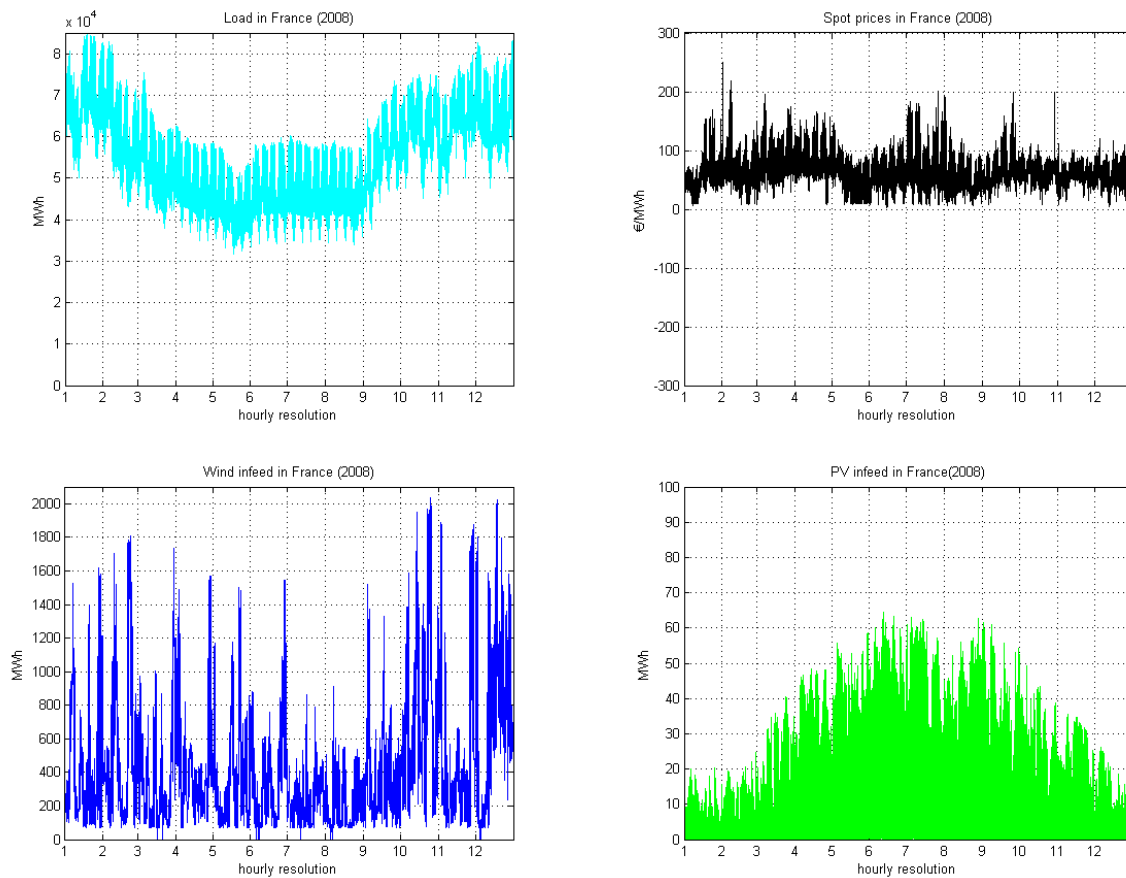 Load in France (2008)
x 10⁴
8
7
6
5
4
3
2
1
0
MWh
1 2 3 4 5 6 7 8 9 10 11 12
hourly resolution
Spot prices in France (2008)
300
200
100
0
-100
-200
-300
€/MWh
1 2 3 4 5 6 7 8 9 10 11 12
hourly resolution
Wind infeed in France (2008)
2000
1800
1600
1400
1200
1000
800
600
400
200
0
MWh
1 2 3 4 5 6 7 8 9 10 11 12
hourly resolution
PV infeed in France(2008)
100
90
80
70
60
50
40
30
20
10
0
MWh
1 2 3 4 5 6 7 8 9 10 11 12
hourly resolution